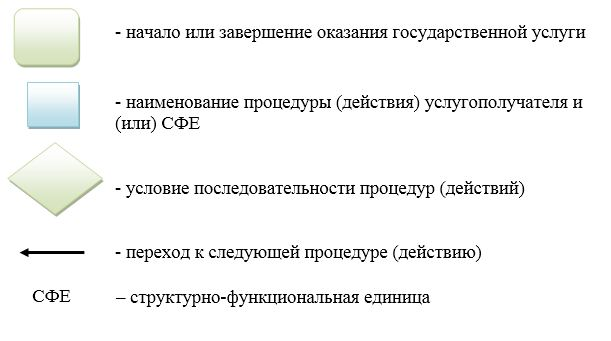 - начало или завершение оказания государственной услуги
- наименование процедуры (действия) услугополучателя и
(или) СФЕ
- условие последовательности процедур (действий)
- переход к следующей процедуре (действию)
СФЕ – структурно-функциональная единица